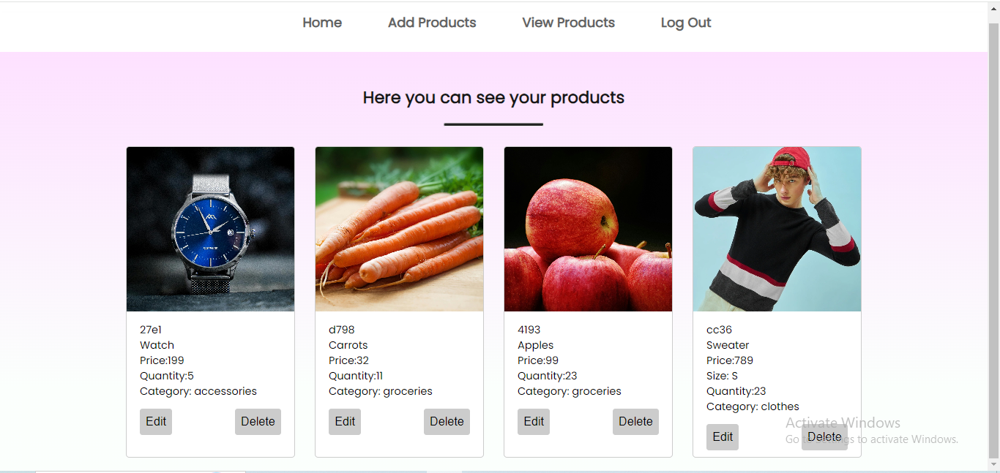 Home Add Products View Products Log Out
Here you can see your products
27e1
Watch
Price:199
Quantity:5
Category: accessories
Edit Delete
d798
Carrots
Price:32
Quantity:11
Category: groceries
Edit Delete
4193
Apples
Price:99
Quantity:23
Category: groceries
Edit Delete
cc36
Sweater
Price:789
Size: S
Quantity:23
Category: clothes
Edit Delete
Activate Windows
Go to Settings to activate Windows.